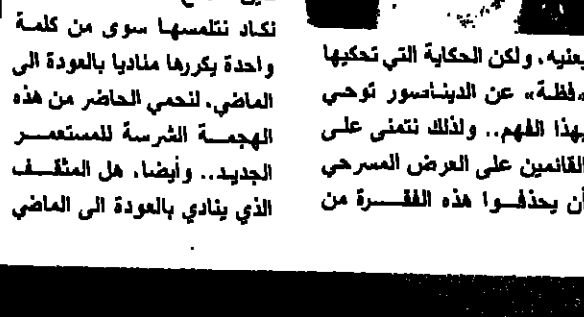 يعنيه، ولكن الحكاية التي تحكيها
«فظة» عن الديناصور توحي
بهذا الفهم.. ولذلك نتمنى على
القائمين على العرض المسرحي
أن يحذفوا هذه الفقرة من
نكاد نتلمسها سوى من كلمة
واحدة يكررها مناديا بالعودة الى
الماضي، لنحمي الحاضر من هذه
الهجمة الشرسة للمستعمر
الجديد.. وأيضا، هل المثقف
الذي ينادي بالعودة الى الماضي